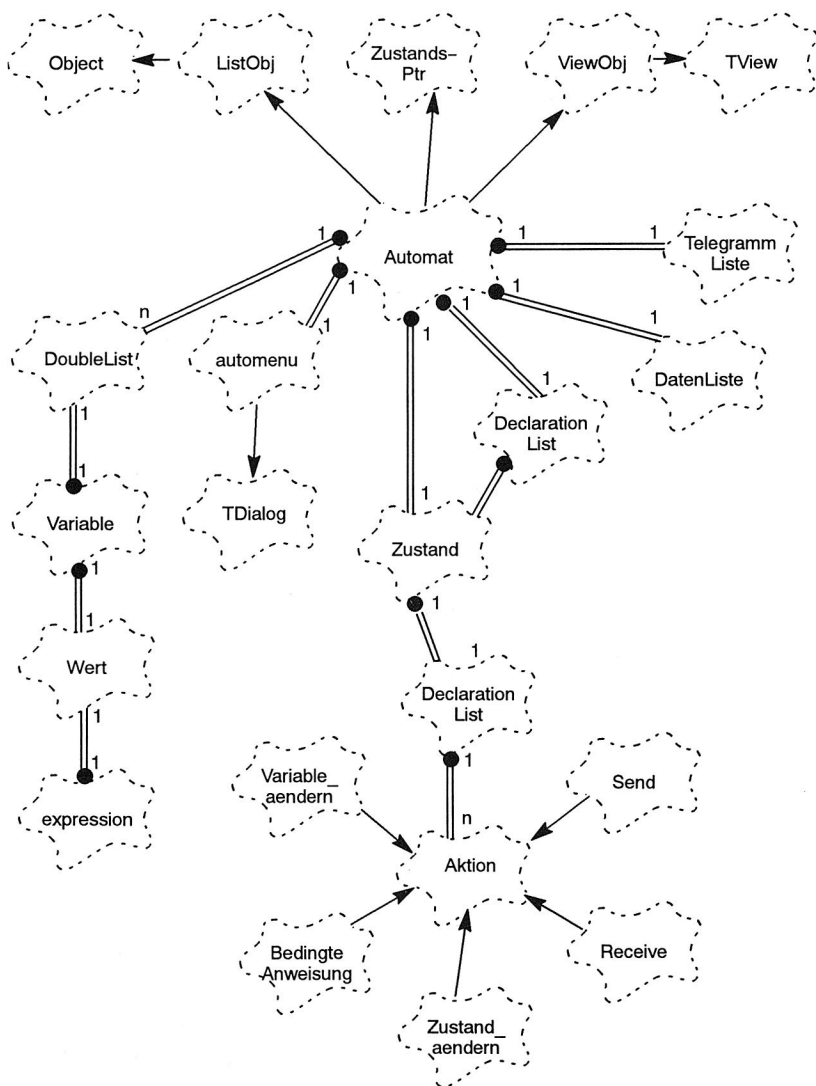 Object
ListObj
Zustands-
Ptr
ViewObj
TView
Automat
1
1
1
1
1
1
1
Telegramm
Liste
n
1
1
1
DoubleList
automenu
DatenListe
1
1
Declaration
List
1
1
Variable
TDialog
Zustand
1
1
1
1
Wert
Declaration
List
1
1
1
n
expression
Variable_
aendern
Send
Aktion
Bedingte
Anweisung
Receive
Zustand_
aendern